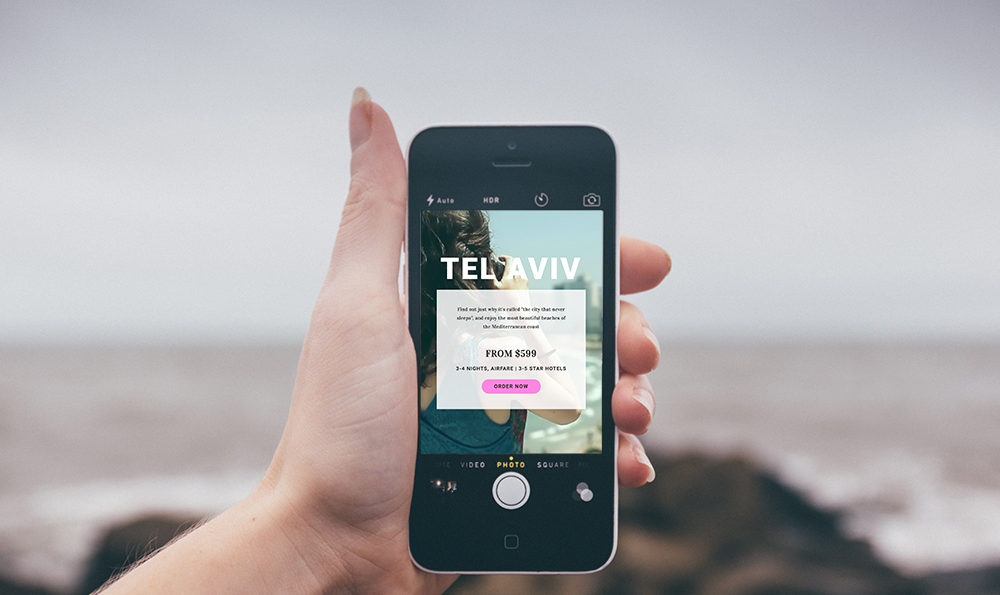 Auto HDR
TEL AVIV
Find out just why it's called "the city that never
sleeps", and enjoy the most beautiful beaches of
the Mediterranean coast
FROM $599
3-4 NIGHTS, AIRFARE | 3-5 STAR HOTELS
ORDER NOW
VIDEO PHOTO SQUARE